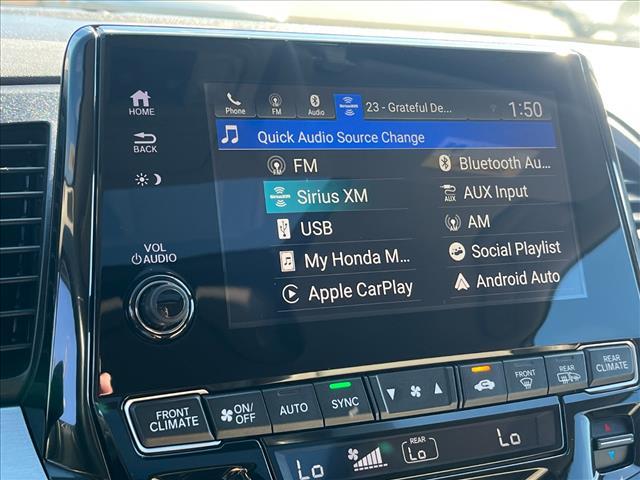 HOME
BACK
VOL
AUDIO
Phone
FM
Audio
SiriusXM
23 - Grateful De...
1:50
Quick Audio Source Change
FM
Bluetooth Au...
Sirius XM
AUX
AUX Input
USB
AM
My Honda M...
Social Playlist
Apple CarPlay
Android Auto
FRONT
CLIMATE
ON/
OFF
AUTO
SYNC
FRONT
REAR
REAR
CLIMATE
Lo
REAR
Lo
Lo